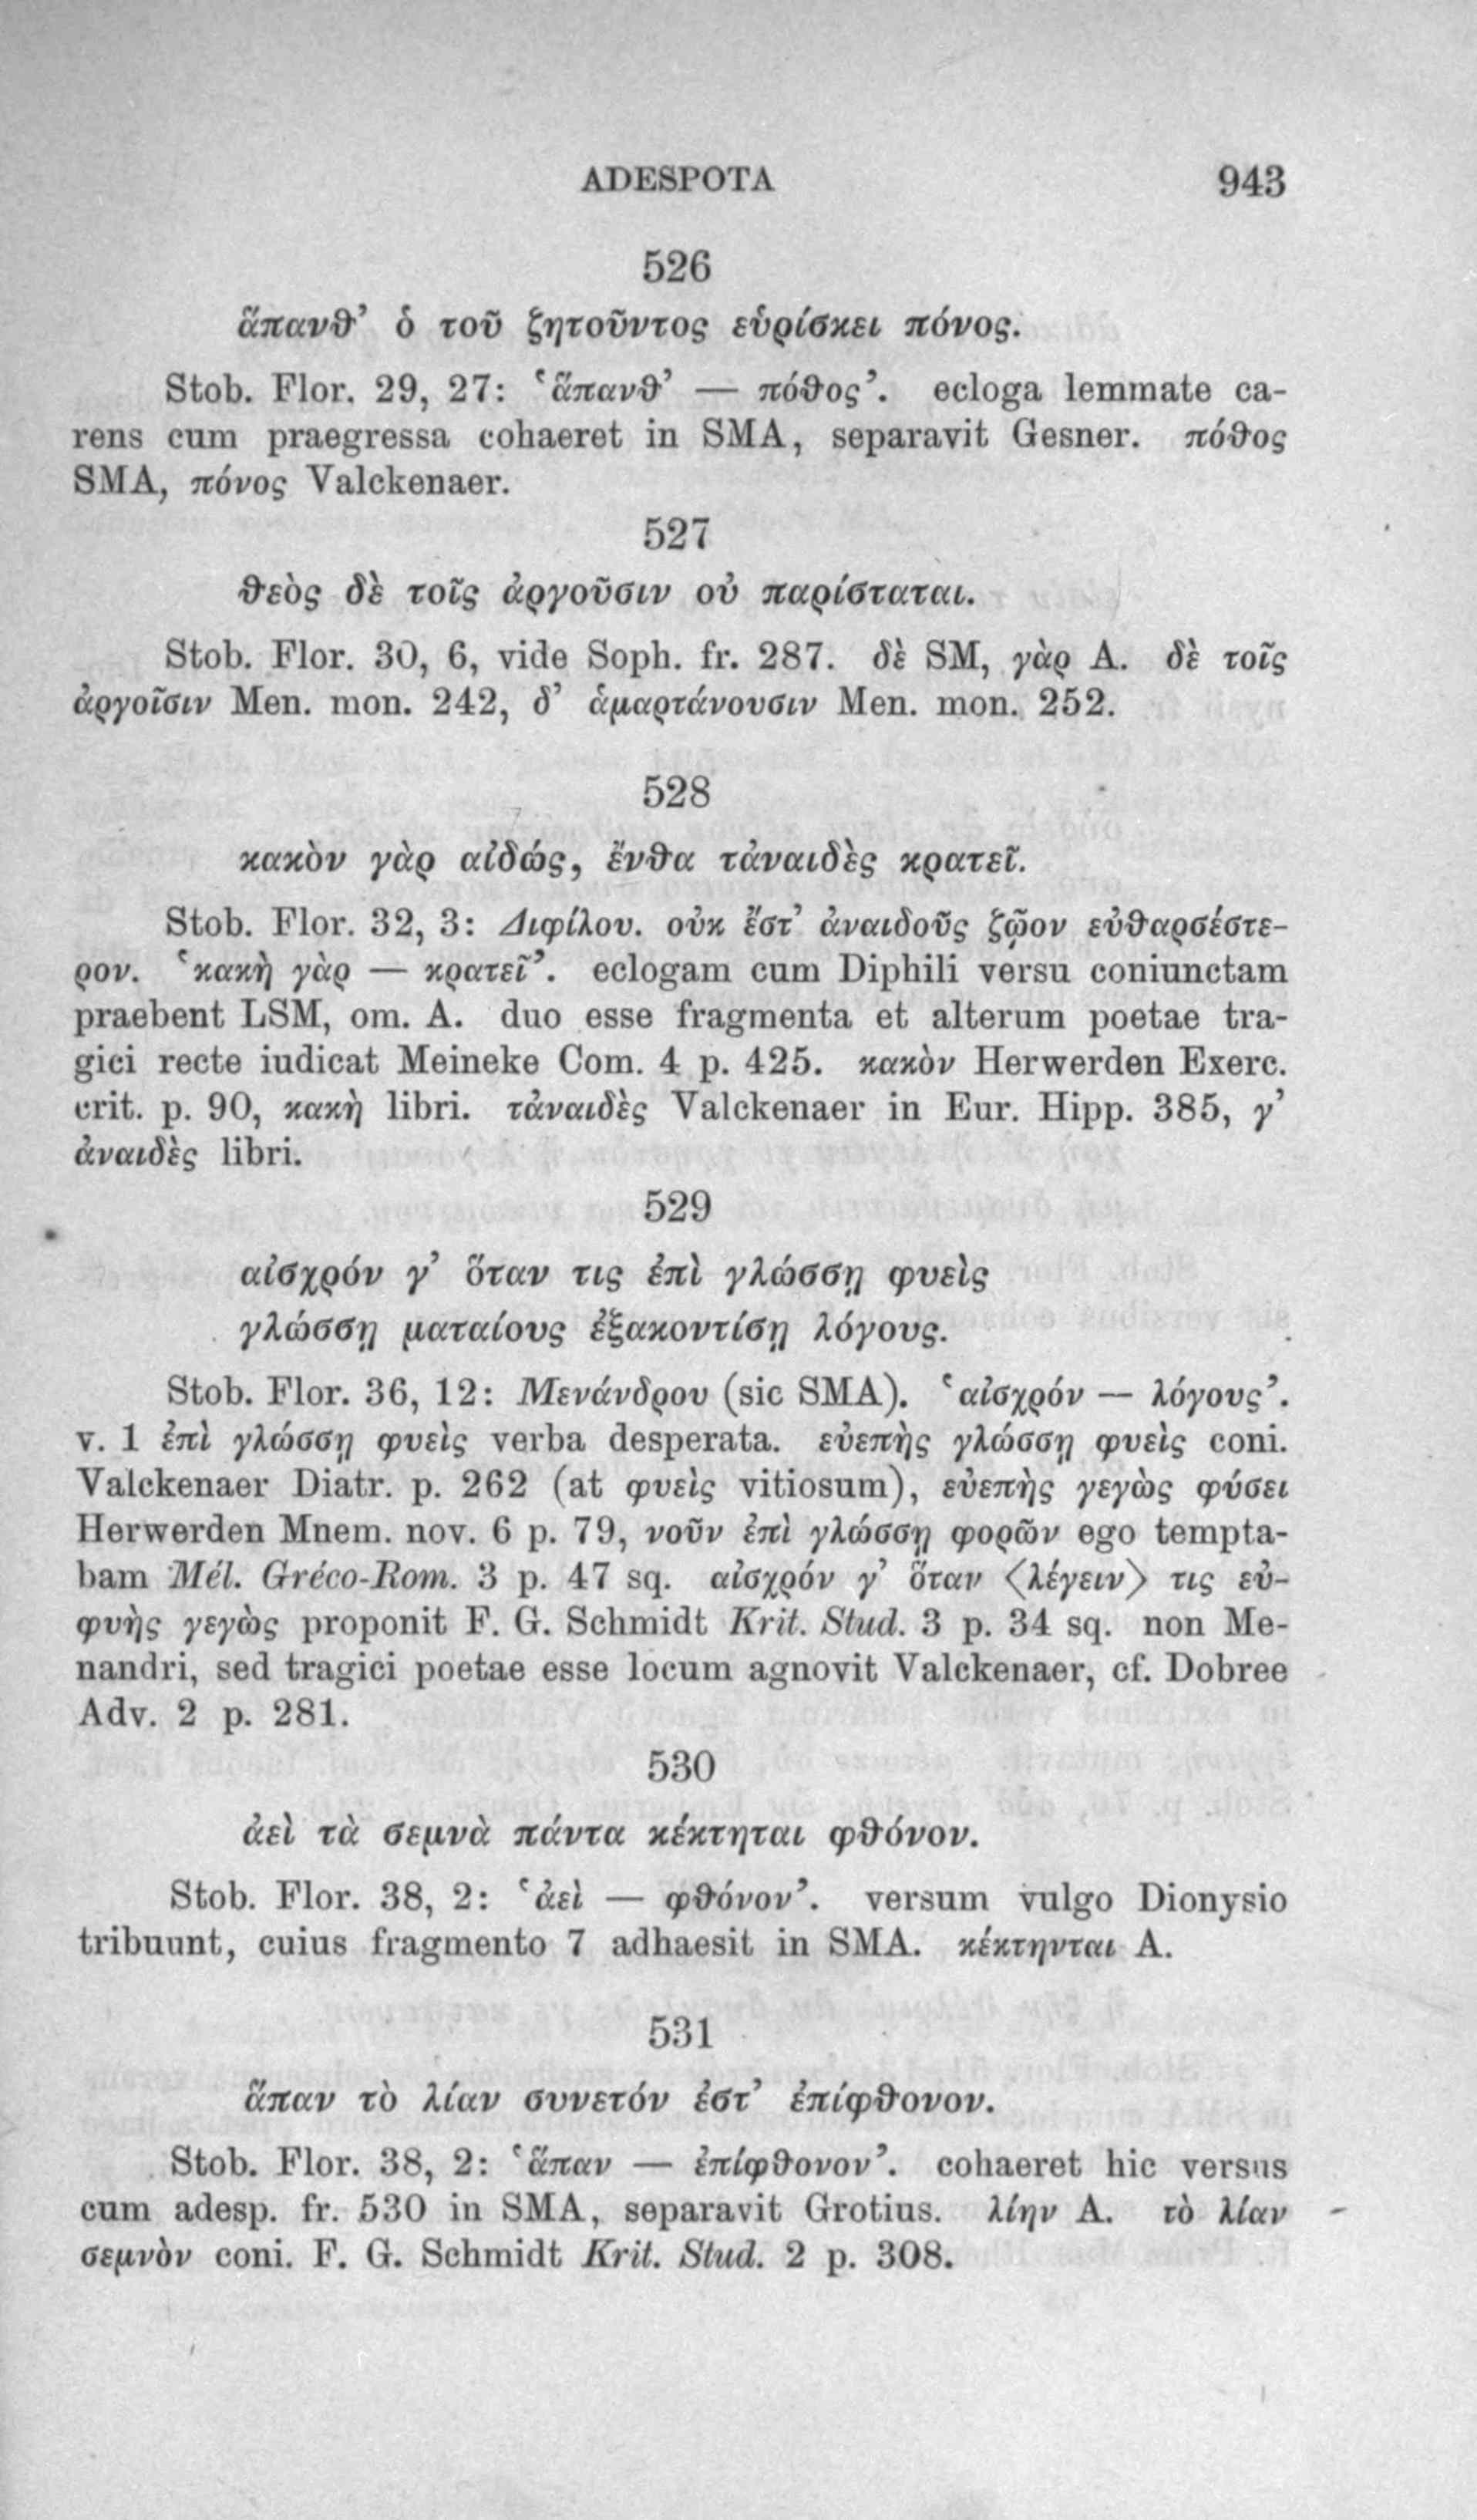 ADESPOTA 943
526
ἅπανθ’ ὁ τοῦ ζητοῦντος εὑρίσκει πόνος.
Stob. Flor. 29, 27: ‘ἅπανθ’ — πόθος’. ecloga lemmate ca-
rens cum praegressa cohaeret in SMA, separavit Gesner. πόθος
SMA, πόνος Valckenaer.
527
θεὸς δὲ τοῖς ἀργοῦσιν οὐ παρίσταται.
Stob. Flor. 30, 6, vide Soph. fr. 287. δὲ SM, γὰρ A. δὲ τοῖς
ἀργοῖσιν Men. mon. 242, δ’ ἁμαρτάνουσιν Men. mon. 252.
528
κακὸν γὰρ αἰδώς, ἔνθα τἀναιδὲς κρατεῖ.
Stob. Flor. 32, 3: Διφίλου. οὐκ ἔστ’ ἀναιδοῦς ζῷον εὐθαρσέστε-
ρον. ‘κακὴ γὰρ — κρατεῖ’. eclogam cum Diphili versu coniunctam
praebent LSM, om. A. duo esse fragmenta et alterum poetae tra-
gici recte iudicat Meineke Com. 4 p. 425. κακὸν Herwerden Exerc.
crit. p. 90, κακὴ libri. τἀναιδὲς Valckenaer in Eur. Hipp. 385, γ’
ἀναιδὲς libri.
529
αἰσχρόν γ’ ὅταν τις ἐπὶ γλώσσῃ φυεὶς
γλώσσῃ ματαίους ἐξακοντίσῃ λόγους.
Stob. Flor. 36, 12: Μενάνδρου (sic SMA). ‘αἰσχρόν — λόγους’.
v. 1 ἐπὶ γλώσσῃ φυεὶς verba desperata. εὐεπὴς γλώσσῃ φυεὶς coni.
Valckenaer Diatr. p. 262 (at φυεὶς vitiosum), εὐεπὴς γεγὼς φύσει
Herwerden Mnem. nov. 6 p. 79, νοῦν ἐπὶ γλώσσῃ φορῶν ego tempta-
bam Mél. Gréco-Rom. 3 p. 47 sq. αἰσχρόν γ’ ὅταν ⟨λέγειν⟩ τις εὐ-
φυὴς γεγὼς proponit F. G. Schmidt Krit. Stud. 3 p. 34 sq. non Me-
nandri, sed tragici poetae esse locum agnovit Valckenaer, cf. Dobree
Adv. 2 p. 281.
530
ἀεὶ τὰ σεμνὰ πάντα κέκτηται φθόνον.
Stob. Flor. 38, 2: ‘ἀεὶ — φθόνον’. versum vulgo Dionysio
tribuunt, cuius fragmento 7 adhaesit in SMA. κέκτηνται A.
531
ἅπαν τὸ λίαν συνετόν ἐστ’ ἐπίφθονον.
Stob. Flor. 38, 2: ‘ἅπαν — ἐπίφθονον’. cohaeret hic versus
cum adesp. fr. 530 in SMA, separavit Grotius. λίην A. τὸ λίαν
σεμνὸν coni. F. G. Schmidt Krit. Stud. 2 p. 308.